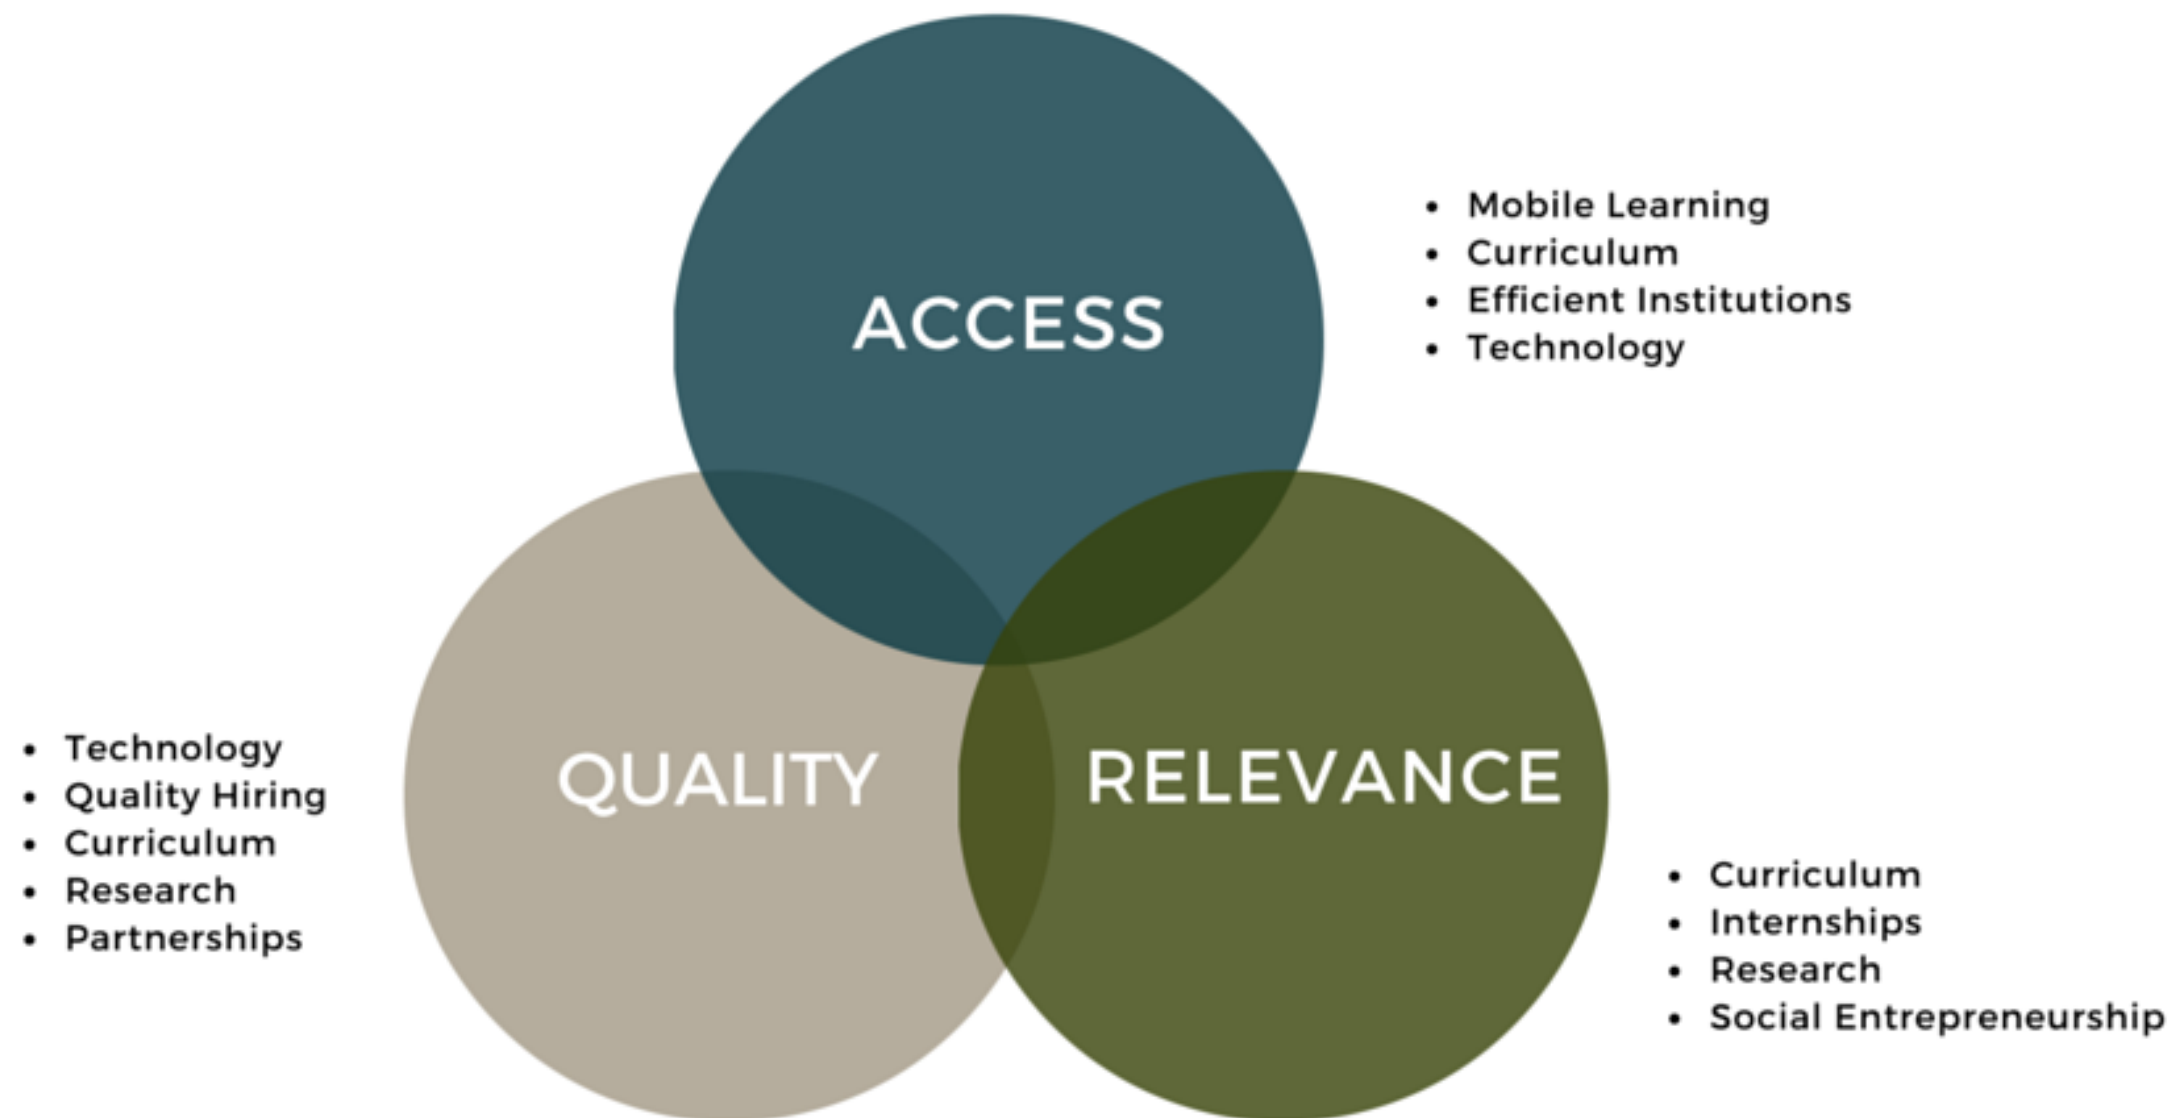 ACCESS
• Mobile Learning
• Curriculum
• Efficient Institutions
• Technology
QUALITY
• Technology
• Quality Hiring
• Curriculum
• Research
• Partnerships
RELEVANCE
• Curriculum
• Internships
• Research
• Social Entrepreneurship